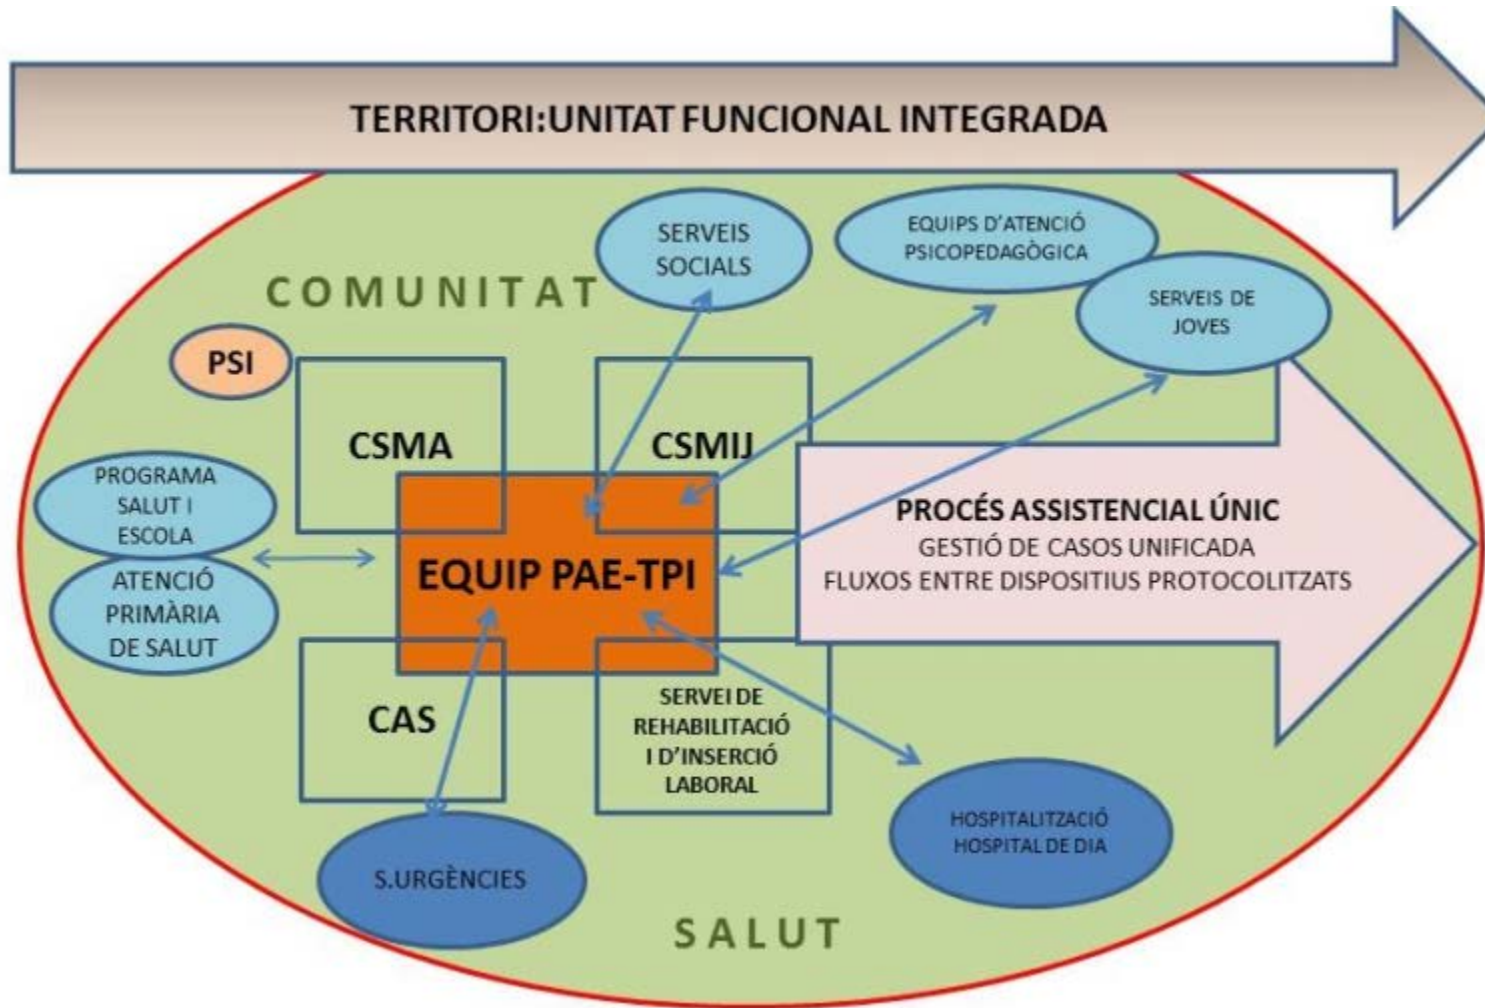 TERRITORI:UNITAT FUNCIONAL INTEGRADA
SERVEIS
SOCIALS
EQUIPS D'ATENCIÓ
PSICOPEDAGÒGICA
SERVEIS DE
JOVES
COMUNITAT
PSI
CSMA
CSMIJ
PROGRAMA
SALUT I
ESCOLA
ATENCIÓ
PRIMÀRIA
DE SALUT
EQUIP PAE-TPI
PROCÉS ASSISTENCIAL ÚNIC
GESTIÓ DE CASOS UNIFICADA
FLUXOS ENTRE DISPOSITIUS PROTOCOLITZATS
CAS
SERVEI DE
REHABILITACIÓ
I D'INSERCIÓ
LABORAL
HOSPITALITZACIÓ
HOSPITAL DE DIA
S.URGÈNCIES
SALUT